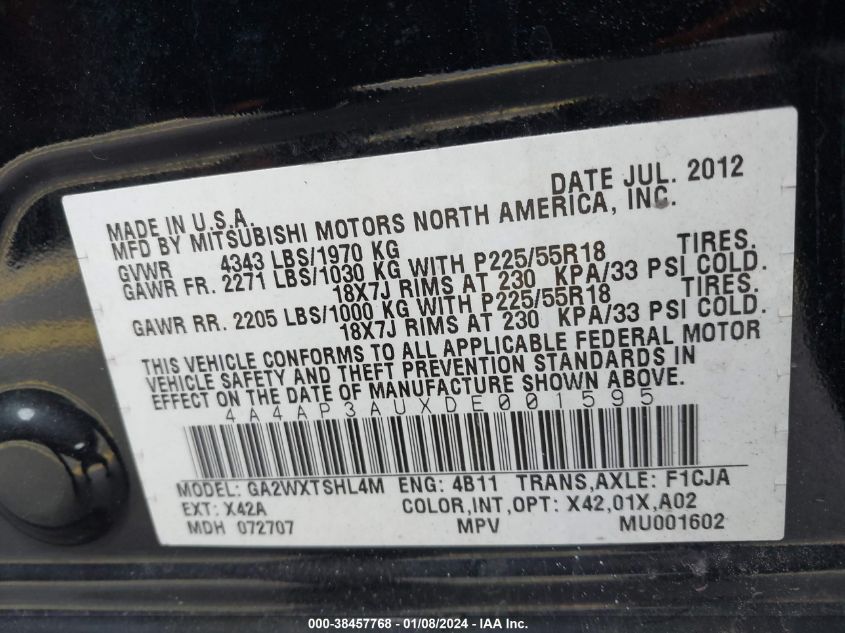 DATE JUL. 2012
MADE IN U.S.A.
MFD BY MITSUBISHI MOTORS NORTH AMERICA, INC.
GVWR 4343 LBS/1970 KG
GAWR FR. 2271 LBS/1030 KG WITH P225/55R18 TIRES.
18X7J RIMS AT 230 KPA/33 PSI COLD.
GAWR RR. 2205 LBS/1000 KG WITH P225/55R18 TIRES.
18X7J RIMS AT 230 KPA/33 PSI COLD.
THIS VEHICLE CONFORMS TO ALL APPLICABLE FEDERAL MOTOR
VEHICLE SAFETY AND THEFT PREVENTION STANDARDS IN
EFFECT ON THE DATE OF MANUFACTURE SHOWN ABOVE.
4A4AP3AUXDE001595
MODEL: GA2WXTSHL4M ENG: 4B11 TRANS,AXLE: F1CJA
EXT: X42A COLOR,INT,OPT: X42,01X,A02
MDH 072707 MPV MU001602
000-38457768 - 01/08/2024 - IAA Inc.